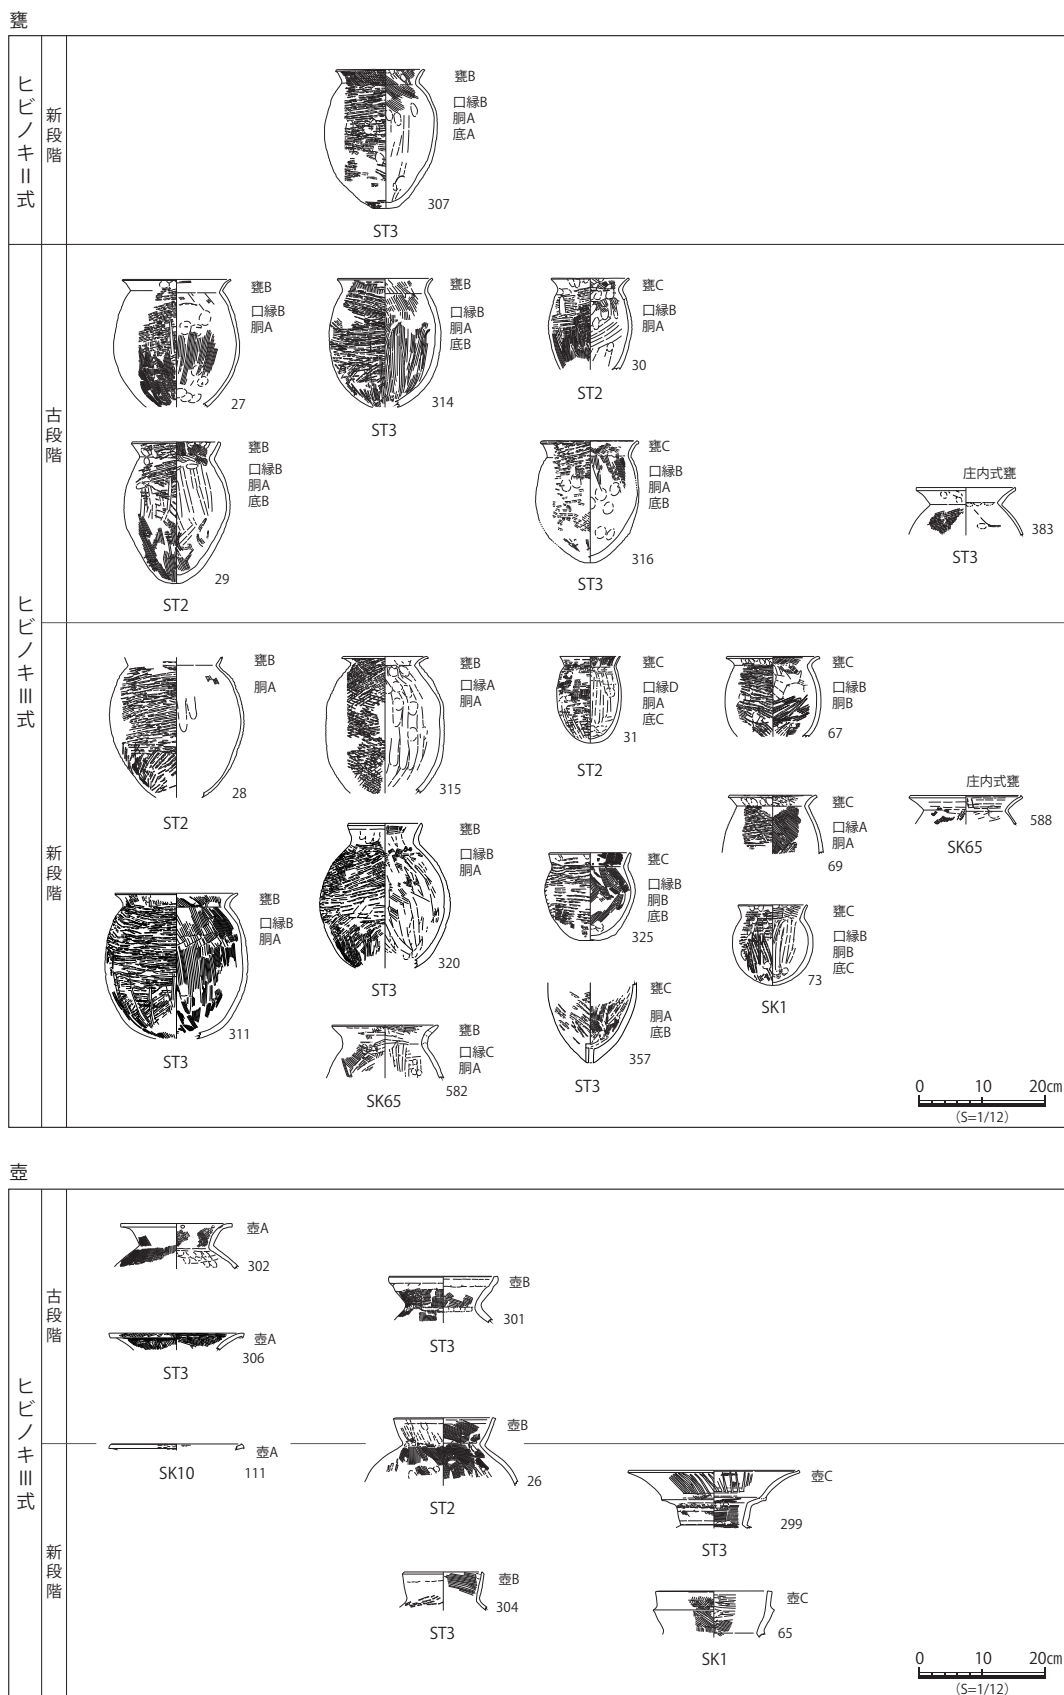 甕
ヒビノキⅡ式
新段階
甕B
口縁B
胴A
底A
307
ST3
ヒビノキⅢ式
古段階
甕B
口縁B
胴A
27
甕B
口縁B
胴A
底B
314
ST3
甕C
口縁B
胴A
30
ST2
甕B
口縁B
胴A
底B
29
ST2
甕C
口縁B
胴A
底B
316
ST3
庄内式甕
383
ST3
新段階
甕B
胴A
28
ST2
甕B
口縁A
胴A
315
甕C
口縁D
胴A
底C
31
ST2
甕C
口縁B
胴B
67
甕B
口縁B
胴A
320
ST3
甕C
口縁B
胴B
底B
325
甕C
口縁A
胴A
69
庄内式甕
588
SK65
甕B
口縁B
胴A
311
ST3
甕B
口縁C
胴A
582
SK65
甕C
胴A
底B
357
ST3
甕C
口縁B
胴B
底C
73
SK1
0 10 20㎝
(S=1/12)
壺
ヒビノキⅢ式
古段階
壺A
302
壺A
306
ST3
壺B
301
ST3
壺A
111
SK10
壺B
26
ST2
新段階
壺C
299
ST3
壺B
304
ST3
壺C
65
SK1
0 10 20㎝
(S=1/12)